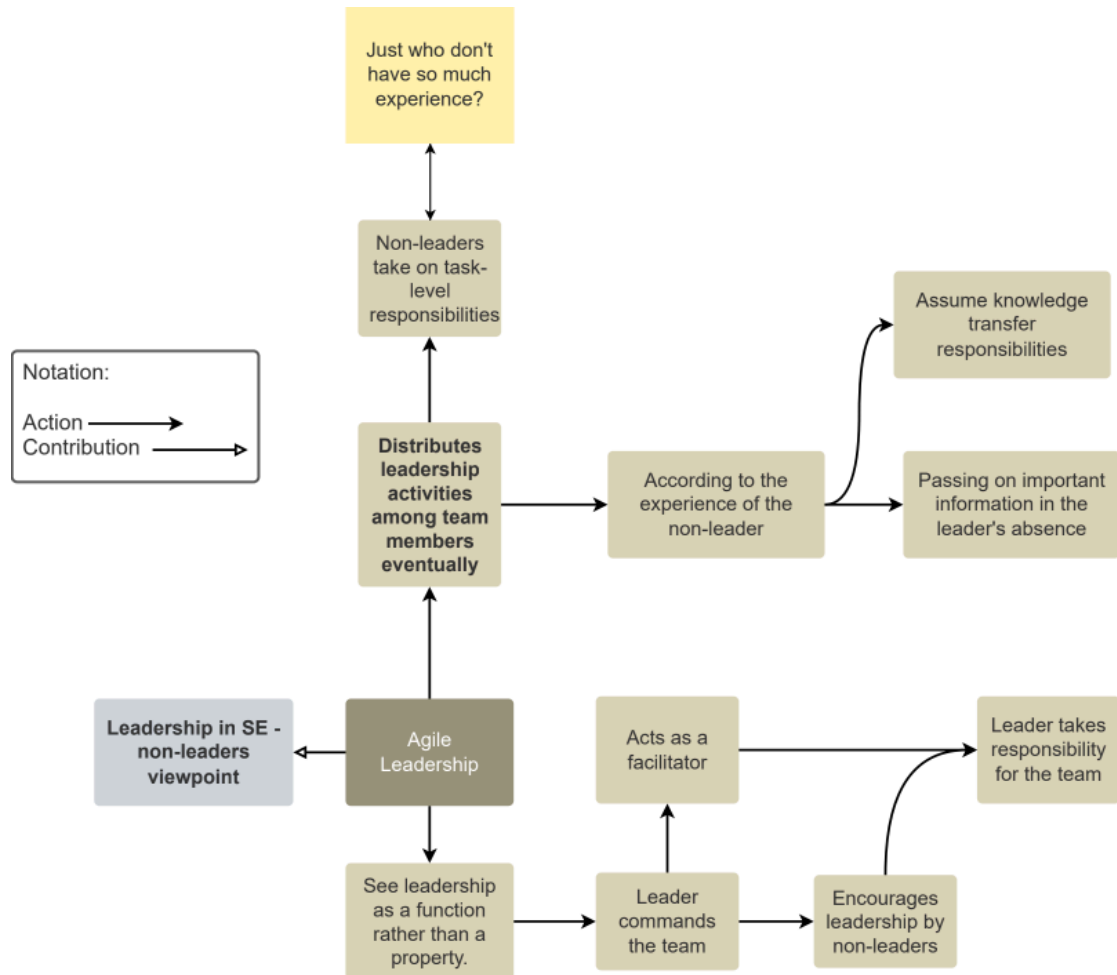 Just who don't
have so much
experience?
Non-leaders
take on task-
level
responsibilities
Assume knowledge
transfer
responsibilities
Notation:
Action
Contribution
Distributes
leadership
activities
among team
members
eventually
According to the
experience of the
non-leader
Passing on important
information in the
leader's absence
Leadership in SE -
non-leaders
viewpoint
Agile
Leadership
Acts as a
facilitator
Leader takes
responsibility
for the team
See leadership
as a function
rather than a
property.
Leader
commands
the team
Encourages
leadership by
non-leaders